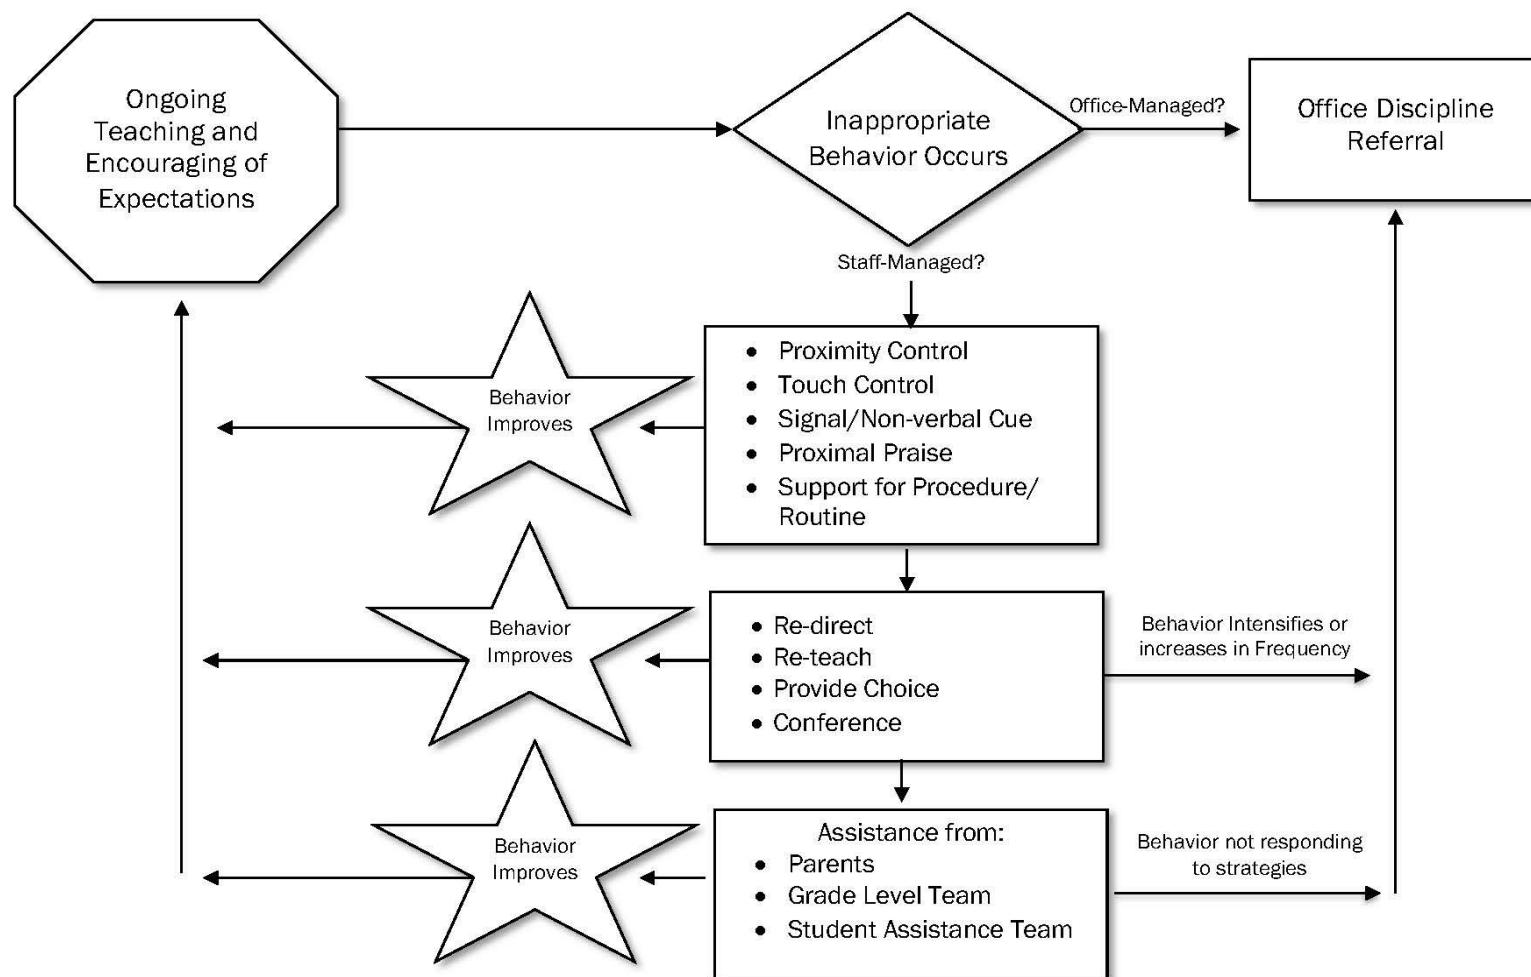 Ongoing
Teaching and
Encouraging of
Expectations
Inappropriate
Behavior Occurs
Office-Managed?
Office Discipline
Referral
Staff-Managed?
Behavior
Improves
• Proximity Control
• Touch Control
• Signal/Non-verbal Cue
• Proximal Praise
• Support for Procedure/
Routine
Behavior
Improves
• Re-direct
• Re-teach
• Provide Choice
• Conference
Behavior Intensifies or
increases in Frequency
Behavior
Improves
Assistance from:
• Parents
• Grade Level Team
• Student Assistance Team
Behavior not responding
to strategies